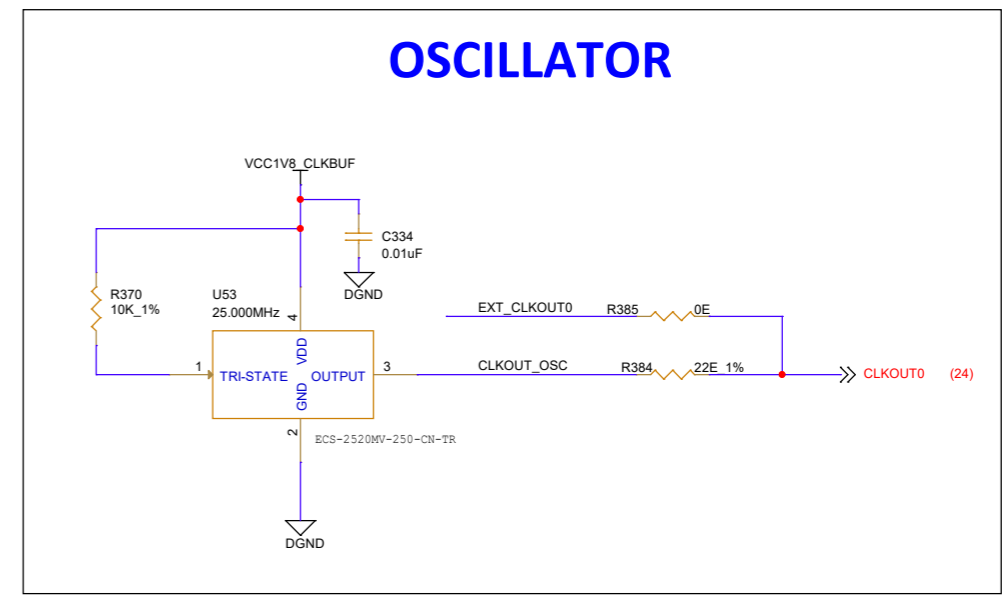 OSCILLATOR
VCC1V8_CLKBUF
C334
0.01uF
DGND
R370
10K_1%
U53
25.000MHz
4
EXT_CLKOUT0
R385
0E
1
TRI-STATE
VDD
GND
OUTPUT
3
CLKOUT_OSC
R384
22E_1%
CLKOUT0
(24)
2
ECS-2520MV-250-CN-TR
DGND